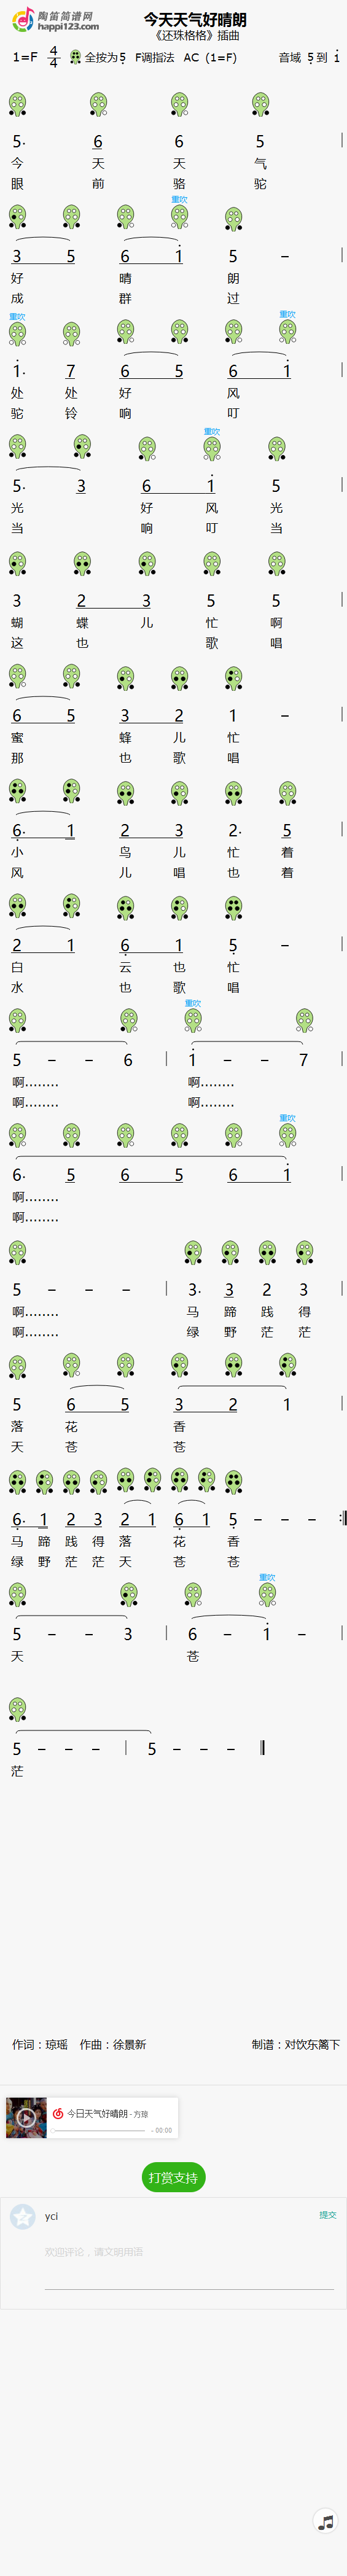 陶笛简谱网
happi123.com
今天天气好晴朗
《还珠格格》插曲
1=F 4/4 全按为5̣ F调指法 AC (1=F) 音域 5̣ 到 1̇
5· 6 6 5 |
今 天 天 气
眼 前 骆 驼
重吹
3 5 6 1̇ 5 – |
好 晴 朗
成 群 过
重吹 重吹
1̇· 7 6 5 6 1̇ |
处 处 好 风
驼 铃 响 叮
重吹
5· 3 6 1̇ 5 |
光 好 风 光
当 响 叮 当
3 2 3 5 5 |
蝴 蝶 儿 忙 啊
这 也 歌 唱
6 5 3 2 1 – |
蜜 蜂 儿 忙
那 也 歌 唱
6̣· 1 2 3 2· 5 |
小 鸟 儿 忙 着
风 儿 唱 也 着
2 1 6̣ 1 5̣ – |
白 云 也 忙
水 也 歌 唱
重吹
5 – – 6 | 1̇ – – 7 |
啊........ 啊........
啊........ 啊........
重吹
6· 5 6 5 6 1̇ |
啊........
啊........
5 – – – | 3· 3 2 3 |
啊........ 马 蹄 践 得
啊........ 绿 野 茫 茫
5 6 5 3 2 1 |
落 花 香
天 苍 苍
6̣· 1 2 3 2 1 6̣ 1 5̣ – – – :|
马 蹄 践 得 落 花 香
绿 野 茫 茫 天 苍 苍
重吹
5 – – 3 | 6 – 1̇ – |
天 苍
5 – – – | 5 – – – ‖
茫
作词：琼瑶 作曲：徐景新 制谱：对饮东篱下
今日天气好晴朗 - 方琼
- 00:00
打赏支持
yci 提交
欢迎评论，请文明用语